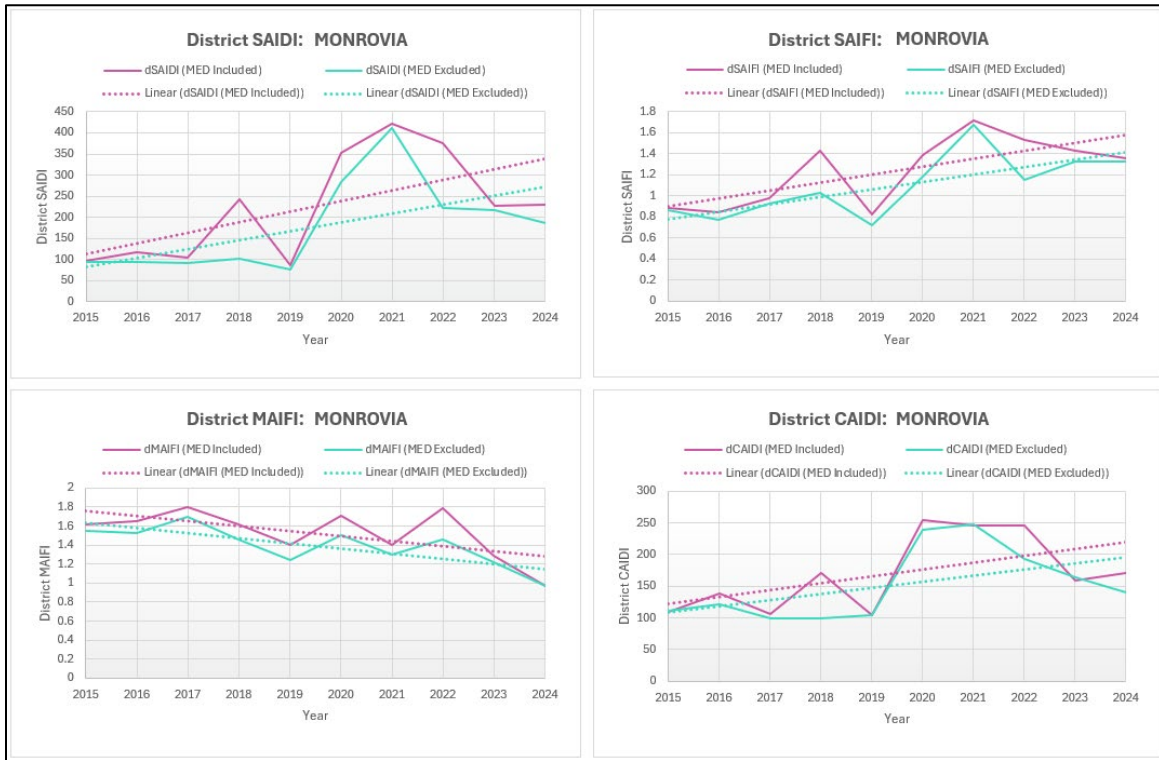 District SAIDI: MONROVIA
dSAIDI (MED Included) dSAIDI (MED Excluded)
Linear (dSAIDI (MED Included)) Linear (dSAIDI (MED Excluded))
450
400
350
300
250
200
150
100
50
0
District SAIDI
2015 2016 2017 2018 2019 2020 2021 2022 2023 2024
Year
District SAIFI: MONROVIA
dSAIFI (MED Included) dSAIFI (MED Excluded)
Linear (dSAIFI (MED Included)) Linear (dSAIFI (MED Excluded))
1.8
1.6
1.4
1.2
1
0.8
0.6
0.4
0.2
0
District SAIFI
2015 2016 2017 2018 2019 2020 2021 2022 2023 2024
Year
District MAIFI: MONROVIA
dMAIFI (MED Included) dMAIFI (MED Excluded)
Linear (dMAIFI (MED Included)) Linear (dMAIFI (MED Excluded))
2
1.8
1.6
1.4
1.2
1
0.8
0.6
0.4
0.2
0
District MAIFI
2015 2016 2017 2018 2019 2020 2021 2022 2023 2024
Year
District CAIDI: MONROVIA
dCAIDI (MED Included) dCAIDI (MED Excluded)
Linear (dCAIDI (MED Included)) Linear (dCAIDI (MED Excluded))
300
250
200
150
100
50
0
District CAIDI
2015 2016 2017 2018 2019 2020 2021 2022 2023 2024
Year